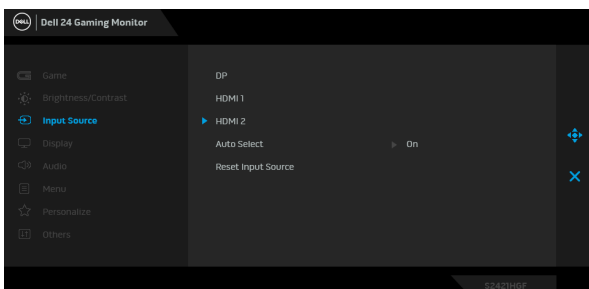 DELL Dell 24 Gaming Monitor
Game
Brightness/Contrast
Input Source
Display
Audio
Menu
Personalize
Others
DP
HDMI 1
HDMI 2
Auto Select On
Reset Input Source
S2421HGF